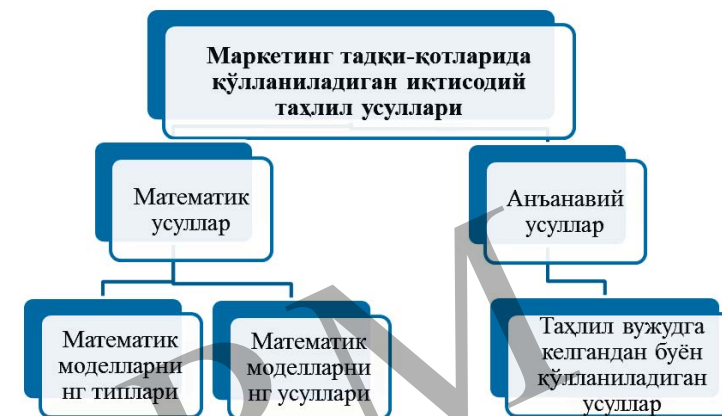 Маркетинг тадқи-қотларида
қўлланиладиган иқтисодий
таҳлил усуллари
Математик
усуллар
Анъанавий
усуллар
Математик
моделларни
нг типлари
Математик
моделларни
нг усуллари
Таҳлил вужудга
келгандан буён
қўлланиладиган
усуллар